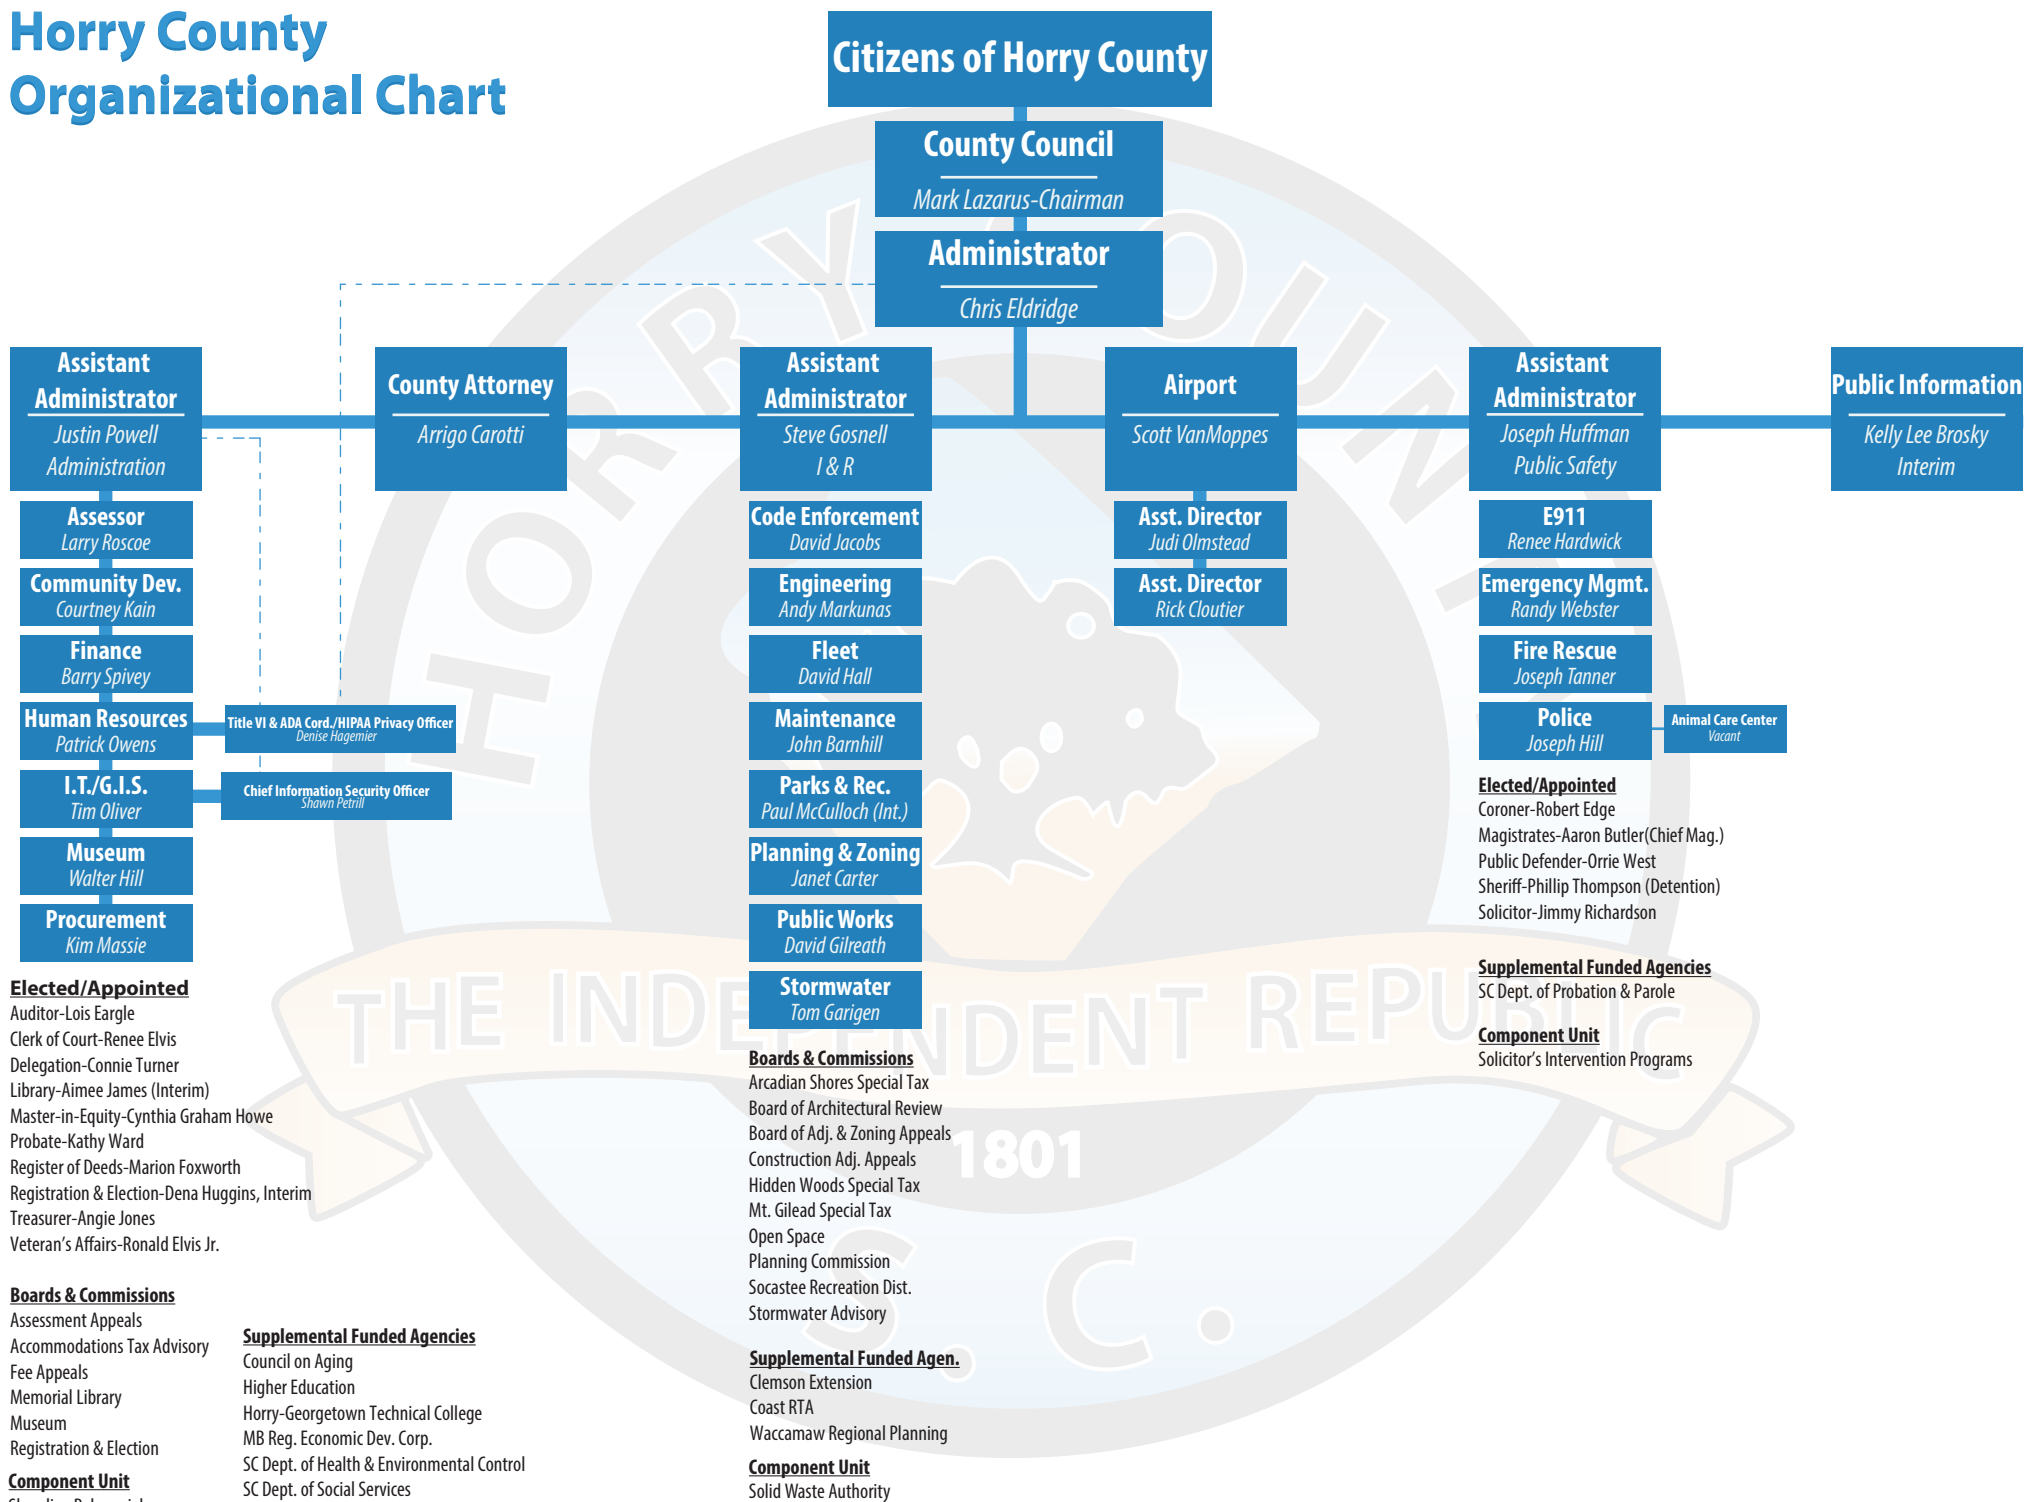 Horry County
Organizational Chart
Citizens of Horry County
County Council
Mark Lazarus-Chairman
Administrator
Chris Eldridge
Assistant
Administrator
Justin Powell
Administration
County Attorney
Arrigo Carotti
Assistant
Administrator
Steve Gosnell
I & R
Airport
Scott VanMoppes
Assistant
Administrator
Joseph Huffman
Public Safety
Public Information
Kelly Lee Brosky
Interim
Assessor
Larry Roscoe
Community Dev.
Courtney Kain
Finance
Barry Spivey
Human Resources
Patrick Owens
Title VI & ADA Cord./HIPAA Privacy Officer
Denise Hagemier
I.T./G.I.S.
Tim Oliver
Chief Information Security Officer
Shawn Petrill
Museum
Walter Hill
Procurement
Kim Massie
Elected/Appointed
Auditor-Lois Eargle
Clerk of Court-Renee Elvis
Delegation-Connie Turner
Library-Aimee James (Interim)
Master-in-Equity-Cynthia Graham Howe
Probate-Kathy Ward
Register of Deeds-Marion Foxworth
Registration & Election-Dena Huggins, Interim
Treasurer-Angie Jones
Veteran's Affairs-Ronald Elvis Jr.
Boards & Commissions
Assessment Appeals
Accommodations Tax Advisory
Fee Appeals
Memorial Library
Museum
Registration & Election
Component Unit
Supplemental Funded Agencies
Council on Aging
Higher Education
Horry-Georgetown Technical College
MB Reg. Economic Dev. Corp.
SC Dept. of Health & Environmental Control
SC Dept. of Social Services
Code Enforcement
David Jacobs
Engineering
Andy Markunas
Fleet
David Hall
Maintenance
John Barnhill
Parks & Rec.
Paul McCulloch (Int.)
Planning & Zoning
Janet Carter
Public Works
David Gilreath
Stormwater
Tom Garigen
Boards & Commissions
Arcadian Shores Special Tax
Board of Architectural Review
Board of Adj. & Zoning Appeals
Construction Adj. Appeals
Hidden Woods Special Tax
Mt. Gilead Special Tax
Open Space
Planning Commission
Socastee Recreation Dist.
Stormwater Advisory
Supplemental Funded Agen.
Clemson Extension
Coast RTA
Waccamaw Regional Planning
Component Unit
Solid Waste Authority
Asst. Director
Judi Olmstead
Asst. Director
Rick Cloutier
E911
Renee Hardwick
Emergency Mgmt.
Randy Webster
Fire Rescue
Joseph Tanner
Police
Joseph Hill
Animal Care Center
Vacant
Elected/Appointed
Coroner-Robert Edge
Magistrates-Aaron Butler(Chief Mag.)
Public Defender-Orrie West
Sheriff-Phillip Thompson (Detention)
Solicitor-Jimmy Richardson
Supplemental Funded Agencies
SC Dept. of Probation & Parole
Component Unit
Solicitor's Intervention Programs
HORRY COUNTY
THE INDEPENDENT REPUBLIC
1801
S. C.